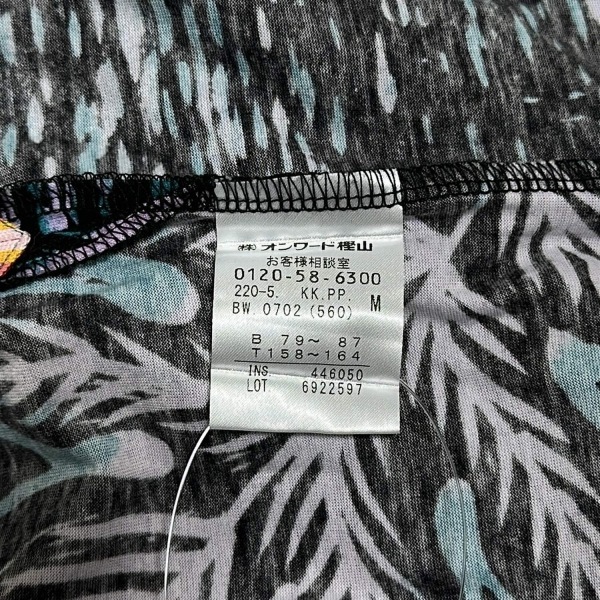 ㈱ オンワード樫山
お客様相談室
0120-58-6300
220-5. KK.PP. M
BW. 0702 (560)
B 79～ 87
T 158～164
INS 446050
LOT 6922597